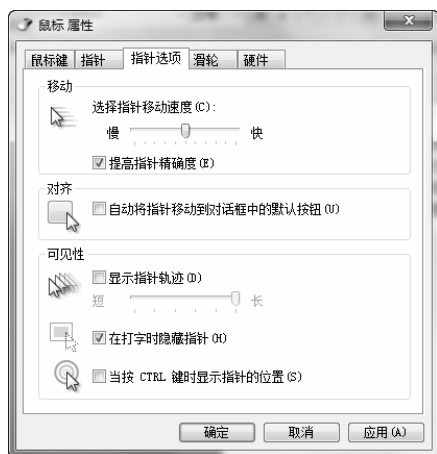 鼠标 属性
鼠标键 指针 指针选项 滑轮 硬件
移动
选择指针移动速度(C):
慢 快
提高指针精确度(E)
对齐
自动将指针移动到对话框中的默认按钮(U)
可见性
显示指针轨迹(D)
短 长
在打字时隐藏指针(H)
当按 CTRL 键时显示指针的位置(S)
确定 取消 应用(A)